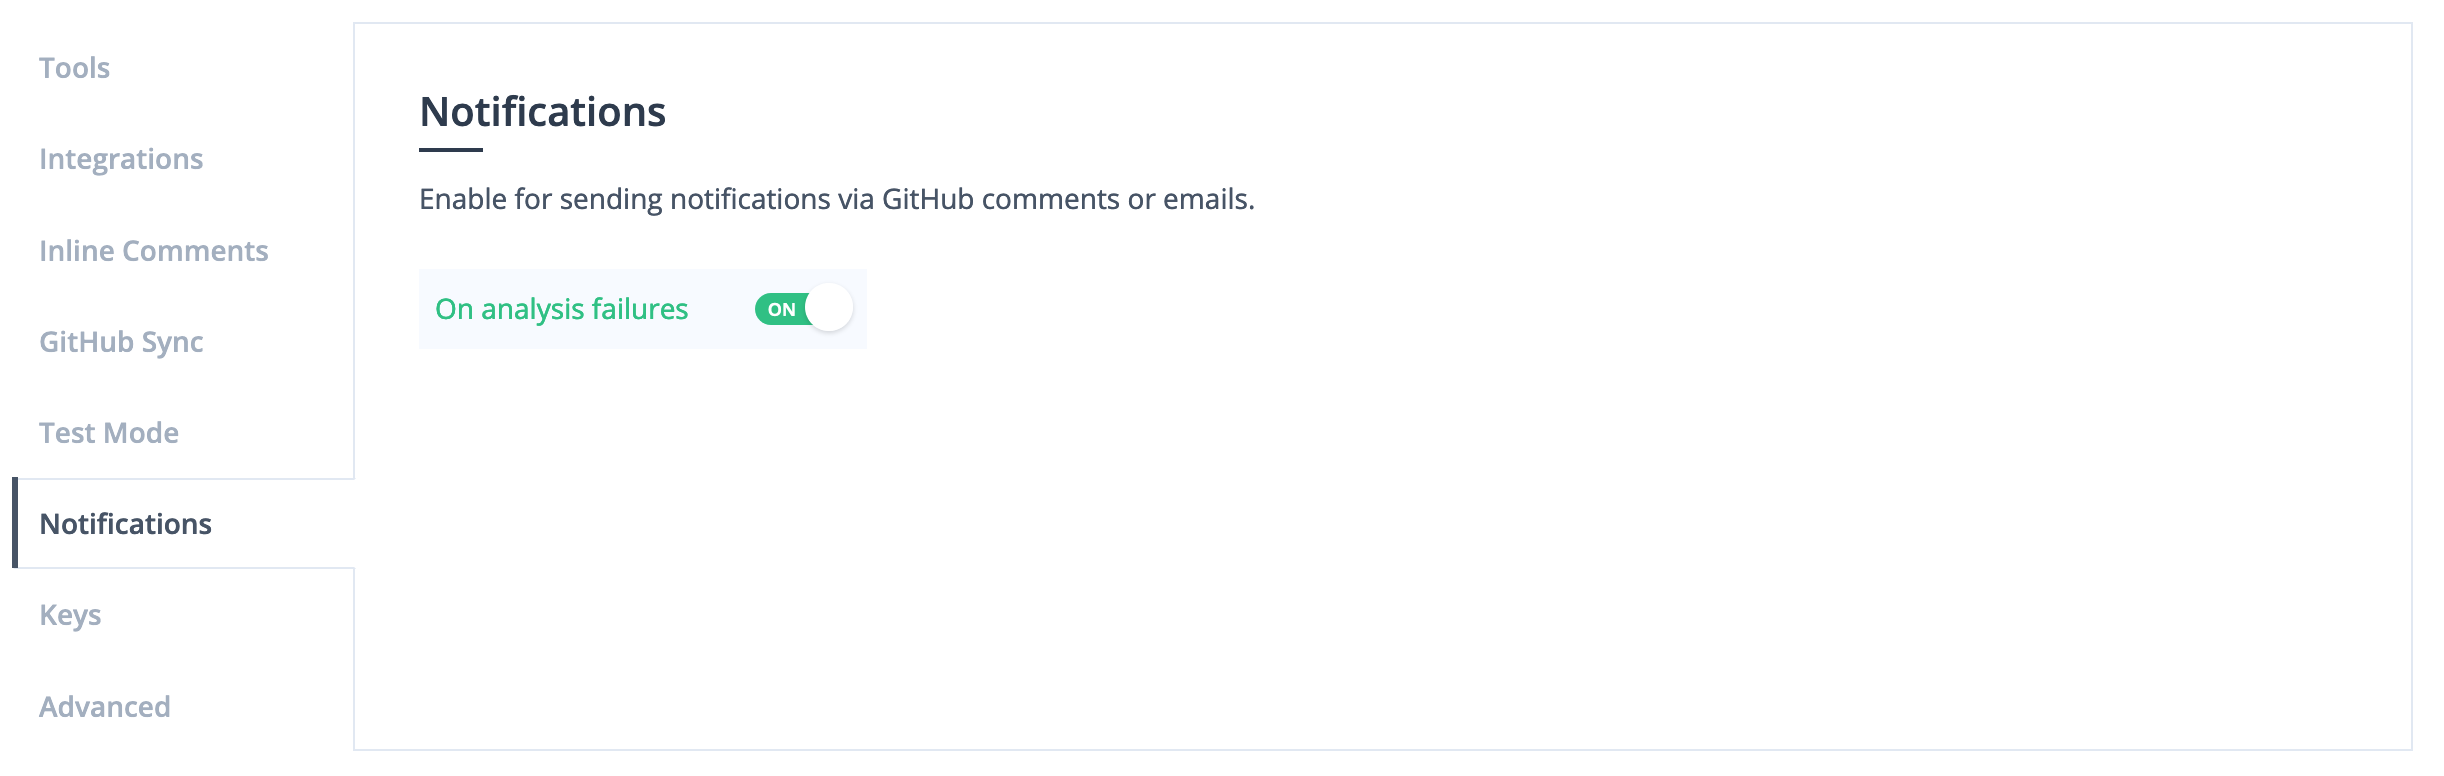 Tools
Integrations
Inline Comments
GitHub Sync
Test Mode
Notifications
Keys
Advanced
Notifications
Enable for sending notifications via GitHub comments or emails.
On analysis failures ON